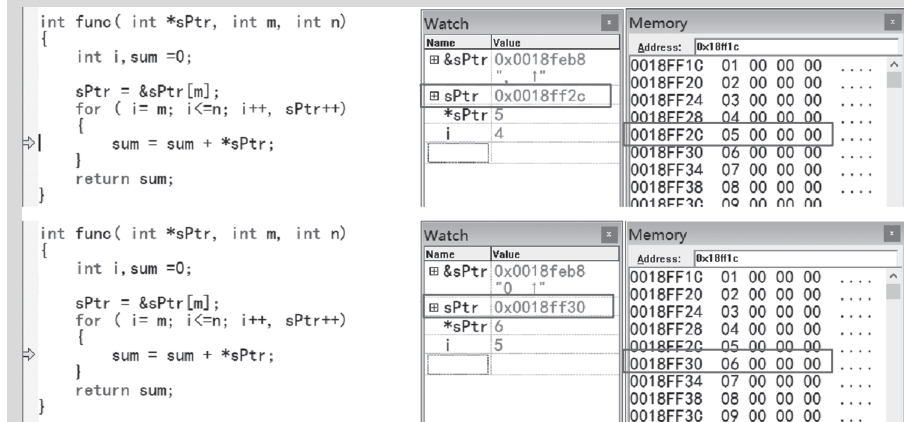 int func( int *sPtr, int m, int n)
{
int i,sum =0;
sPtr = &sPtr[m];
for ( i= m; i<=n; i++, sPtr++)
{
sum = sum + *sPtr;
}
return sum;
}
Watch
Name Value
&sPtr 0x0018feb8
", ↑"
sPtr 0x0018ff2c
*sPtr 5
i 4
Memory
Address: 0x18ff1c
0018FF1C 01 00 00 00 ....
0018FF20 02 00 00 00 ....
0018FF24 03 00 00 00 ....
0018FF28 04 00 00 00 ....
0018FF2C 05 00 00 00 ....
0018FF30 06 00 00 00 ....
0018FF34 07 00 00 00 ....
0018FF38 08 00 00 00 ....
0018FF3C 09 00 00 00
int func( int *sPtr, int m, int n)
{
int i,sum =0;
sPtr = &sPtr[m];
for ( i= m; i<=n; i++, sPtr++)
{
sum = sum + *sPtr;
}
return sum;
}
Watch
Name Value
&sPtr 0x0018feb8
"0 ↑"
sPtr 0x0018ff30
*sPtr 6
i 5
Memory
Address: 0x18ff1c
0018FF1C 01 00 00 00 ....
0018FF20 02 00 00 00 ....
0018FF24 03 00 00 00 ....
0018FF28 04 00 00 00 ....
0018FF2C 05 00 00 00 ....
0018FF30 06 00 00 00 ....
0018FF34 07 00 00 00 ....
0018FF38 08 00 00 00 ....
0018FF3C 09 00 00 00 ...